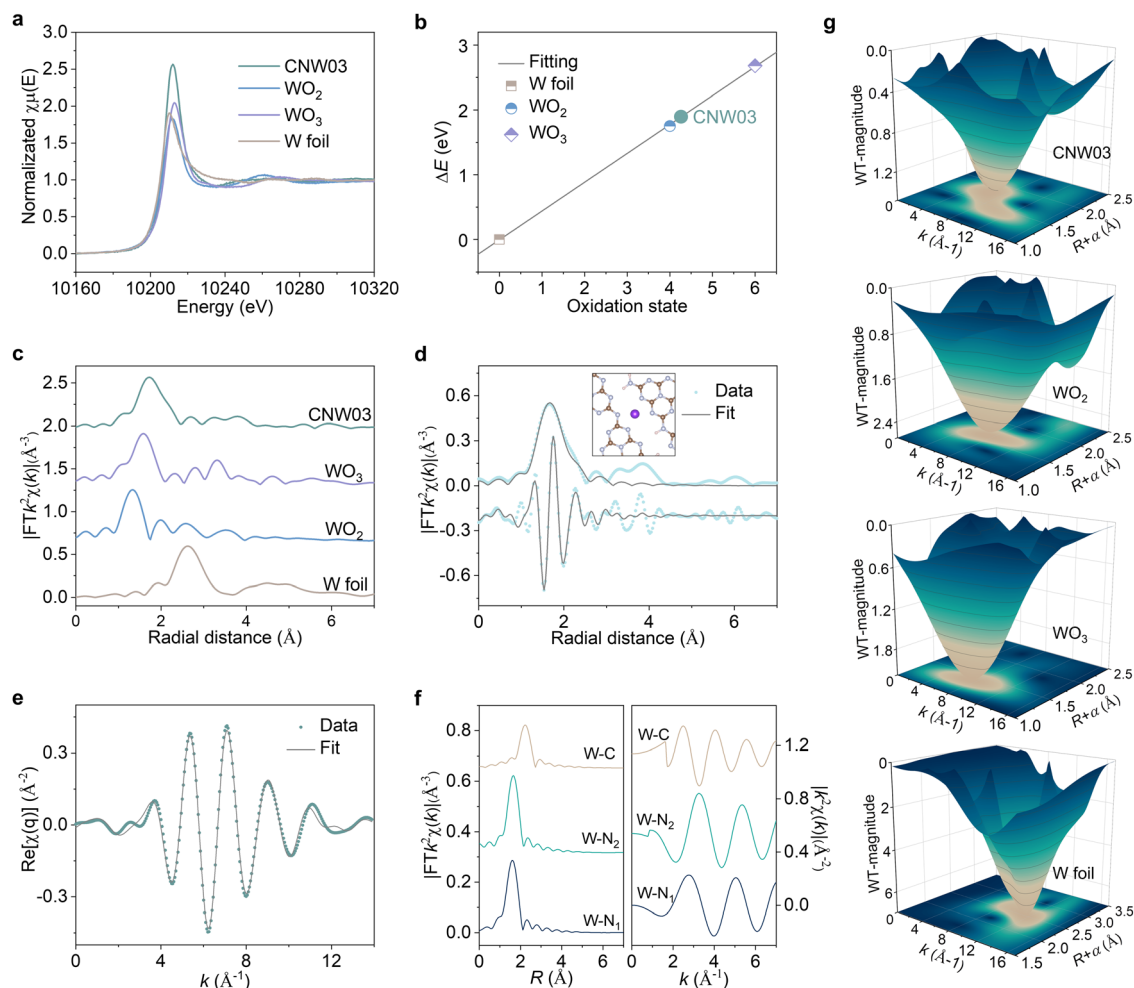 a
3.0
2.5
2.0
1.5
1.0
0.5
0.0
Normalizated χμ(E)
CNW03
WO₂
WO₃
W foil
10160 10200 10240 10280 10320
Energy (eV)
b
3
2
1
0
ΔE (eV)
Fitting
W foil
WO₂
WO₃
CNW03
0 1 2 3 4 5 6
Oxidation state
c
2.5
2.0
1.5
1.0
0.5
0.0
|FTk²χ(k)|(Å⁻³)
CNW03
WO₃
WO₂
W foil
0 2 4 6
Radial distance (Å)
d
0.6
0.3
0.0
-0.3
-0.6
|FTk²χ(k)|(Å⁻³)
Data
Fit
0 1 2 3 4 5 6
Radial distance (Å)
e
0.3
0.0
-0.3
Re[χ(q)] (Å⁻²)
Data
Fit
0 4 8 12
k (Å⁻¹)
f
0.8
0.6
0.4
0.2
0.0
|FTk²χ(k)|(Å⁻³)
W-C
W-N₂
W-N₁
0 2 4 6
R (Å)
W-C
W-N₂
W-N₁
1.2
0.8
0.4
0.0
|k²χ(k)|(Å⁻²)
0 2 4 6
k (Å⁻¹)
g
0.0
0.4
0.8
1.2
WT-magnitude
CNW03
0 4 8 12 16
k (Å-1)
1.0 1.5 2.0 2.5
R+α (Å)
0.0
0.8
1.6
2.4
WT-magnitude
WO₂
0 4 8 12 16
k (Å-1)
1.0 1.5 2.0 2.5
R+α (Å)
0.0
0.6
1.2
1.8
WT-magnitude
WO₃
0 4 8 12 16
k (Å-1)
1.0 1.5 2.0 2.5
R+α (Å)
0
2
4
6
WT-magnitude
W foil
0 4 8 12 16
k (Å-1)
1.5 2.0 2.5 3.0 3.5
R+α (Å)